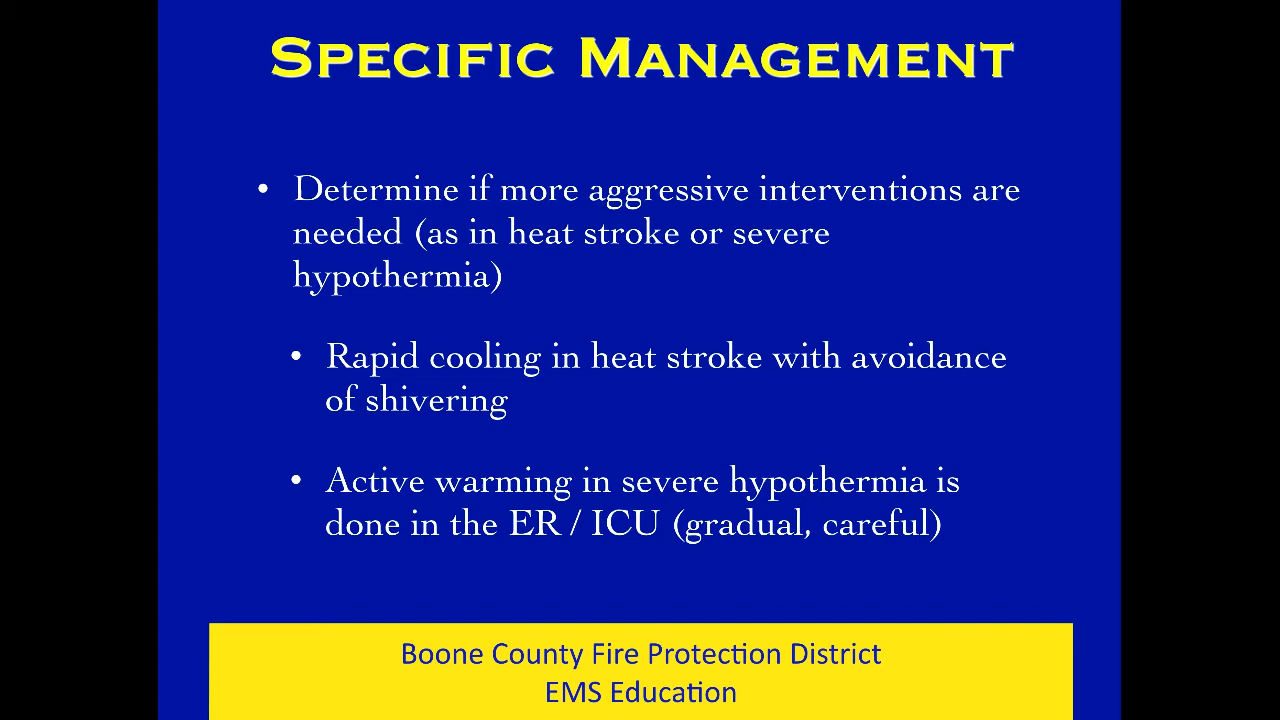 SPECIFIC MANAGEMENT
• Determine if more aggressive interventions are
needed (as in heat stroke or severe
hypothermia)
• Rapid cooling in heat stroke with avoidance
of shivering
• Active warming in severe hypothermia is
done in the ER / ICU (gradual, careful)
Boone County Fire Protection District
EMS Education